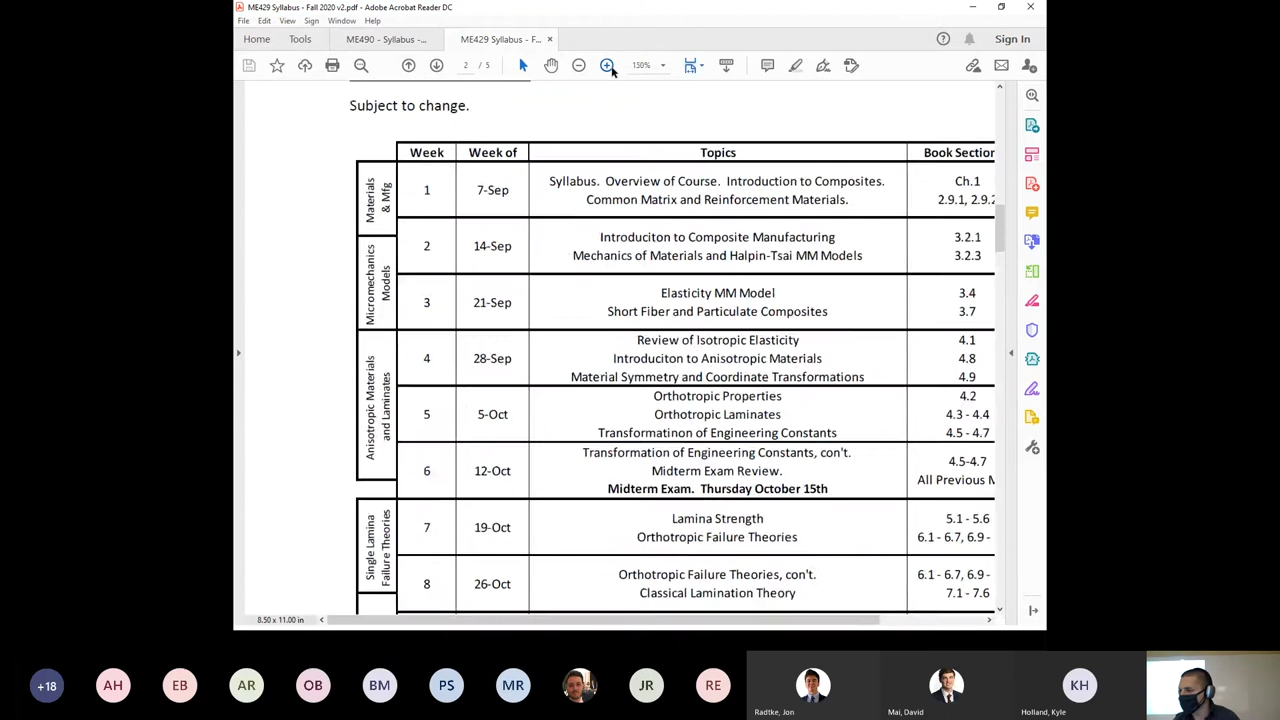 ME429 Syllabus - Fall 2020 v2.pdf - Adobe Acrobat Reader DC
File Edit View Sign Window Help
Home Tools ME490 - Syllabus -... ME429 Syllabus - F... × Sign In
2 / 5 150%
Subject to change.
Week Week of Topics Book Section
Materials & Mfg
1 7-Sep
Syllabus. Overview of Course. Introduction to Composites. Ch.1
Common Matrix and Reinforcement Materials. 2.9.1, 2.9.2
Micromechanics Models
2 14-Sep
Introduciton to Composite Manufacturing 3.2.1
Mechanics of Materials and Halpin-Tsai MM Models 3.2.3
3 21-Sep
Elasticity MM Model 3.4
Short Fiber and Particulate Composites 3.7
Anisotropic Materials and Laminates
4 28-Sep
Review of Isotropic Elasticity 4.1
Introduciton to Anisotropic Materials 4.8
Material Symmetry and Coordinate Transformations 4.9
5 5-Oct
Orthotropic Properties 4.2
Orthotropic Laminates 4.3 - 4.4
Transformatinon of Engineering Constants 4.5 - 4.7
6 12-Oct
Transformation of Engineering Constants, con't. 4.5-4.7
Midterm Exam Review. All Previous M
Midterm Exam. Thursday October 15th
Single Lamina Failure Theories
7 19-Oct
Lamina Strength 5.1 - 5.6
Orthotropic Failure Theories 6.1 - 6.7, 6.9 -
8 26-Oct
Orthotropic Failure Theories, con't. 6.1 - 6.7, 6.9 -
Classical Lamination Theory 7.1 - 7.6
8.50 x 11.00 in
+18 AH EB AR OB BM PS MR JR RE KH
Radtke, Jon Mai, David Holland, Kyle